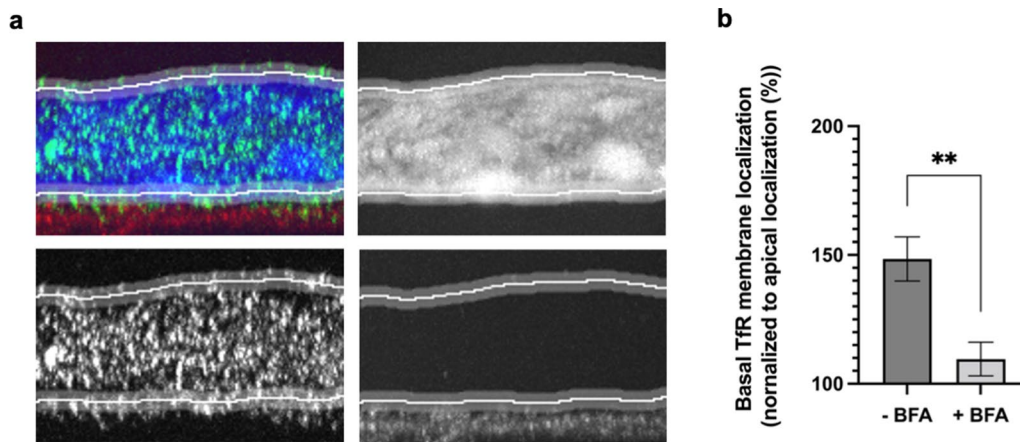 a
b
Basal TfR membrane localization
(nornalized to apical localization (%))
200
150
100
**
- BFA
+ BFA